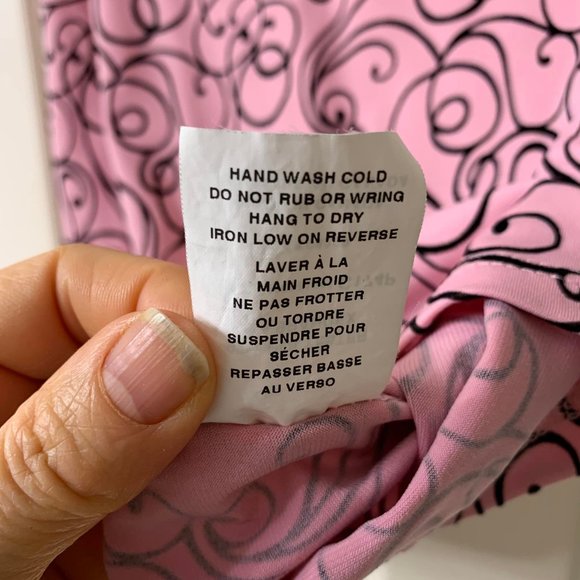 HAND WASH COLD
DO NOT RUB OR WRING
HANG TO DRY
IRON LOW ON REVERSE
LAVER À LA
MAIN FROID
NE PAS FROTTER
OU TORDRE
SUSPENDRE POUR
SÉCHER
REPASSER BASSE
AU VERSO